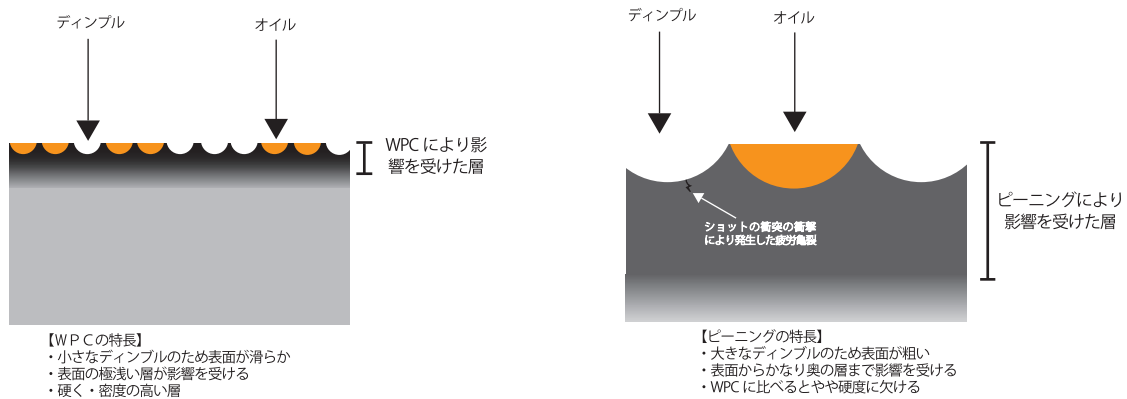 ディンプル
オイル
WPCにより影
響を受けた層
【ＷＰＣの特長】
・小さなディンプルのため表面が滑らか
・表面の極浅い層が影響を受ける
・硬く・密度の高い層
ディンプル
オイル
ショットの衝突の衝撃
により発生した疲労亀裂
ピーニングにより
影響を受けた層
【ピーニングの特長】
・大きなディンプルのため表面が粗い
・表面からかなり奥の層まで影響を受ける
・WPCに比べるとやや硬度に欠ける